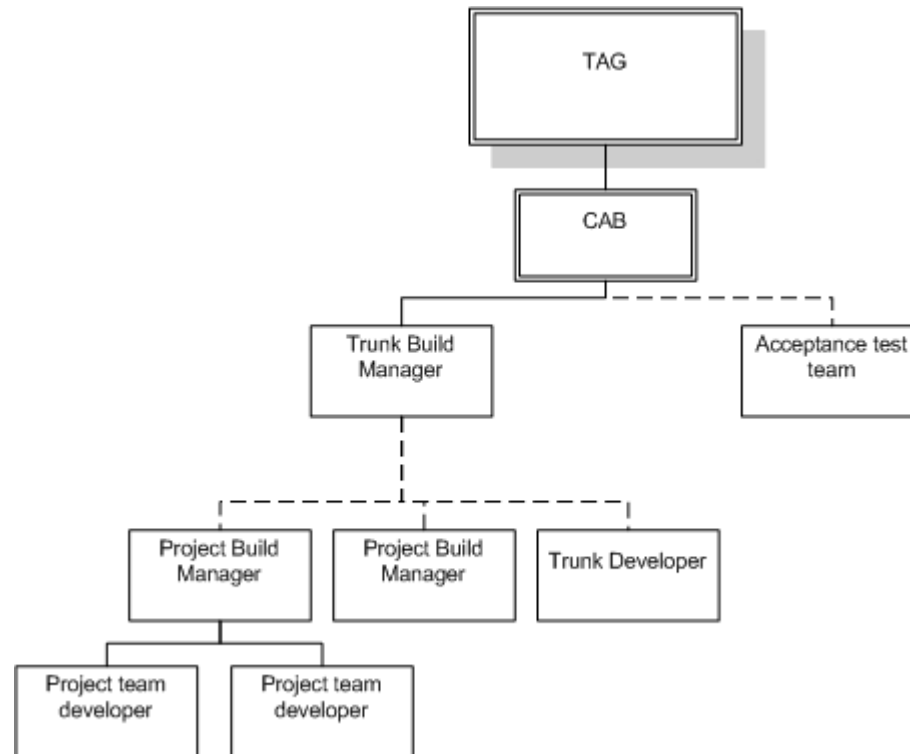 TAG
CAB
Trunk Build
Manager
Acceptance test
team
Project Build
Manager
Project Build
Manager
Trunk Developer
Project team
developer
Project team
developer